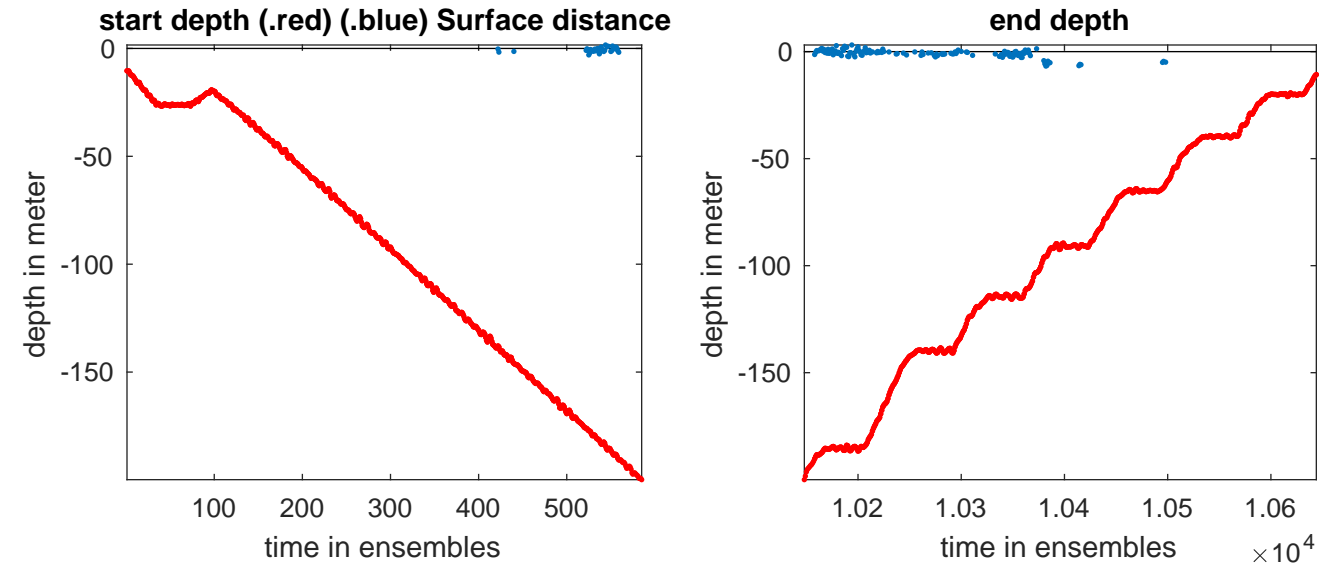 start depth (.red) (.blue) Surface distance
0
-50
-100
-150
depth in meter
100 200 300 400 500
time in ensembles
end depth
0
-50
-100
-150
depth in meter
1.02 1.03 1.04 1.05 1.06
time in ensembles
×10⁴